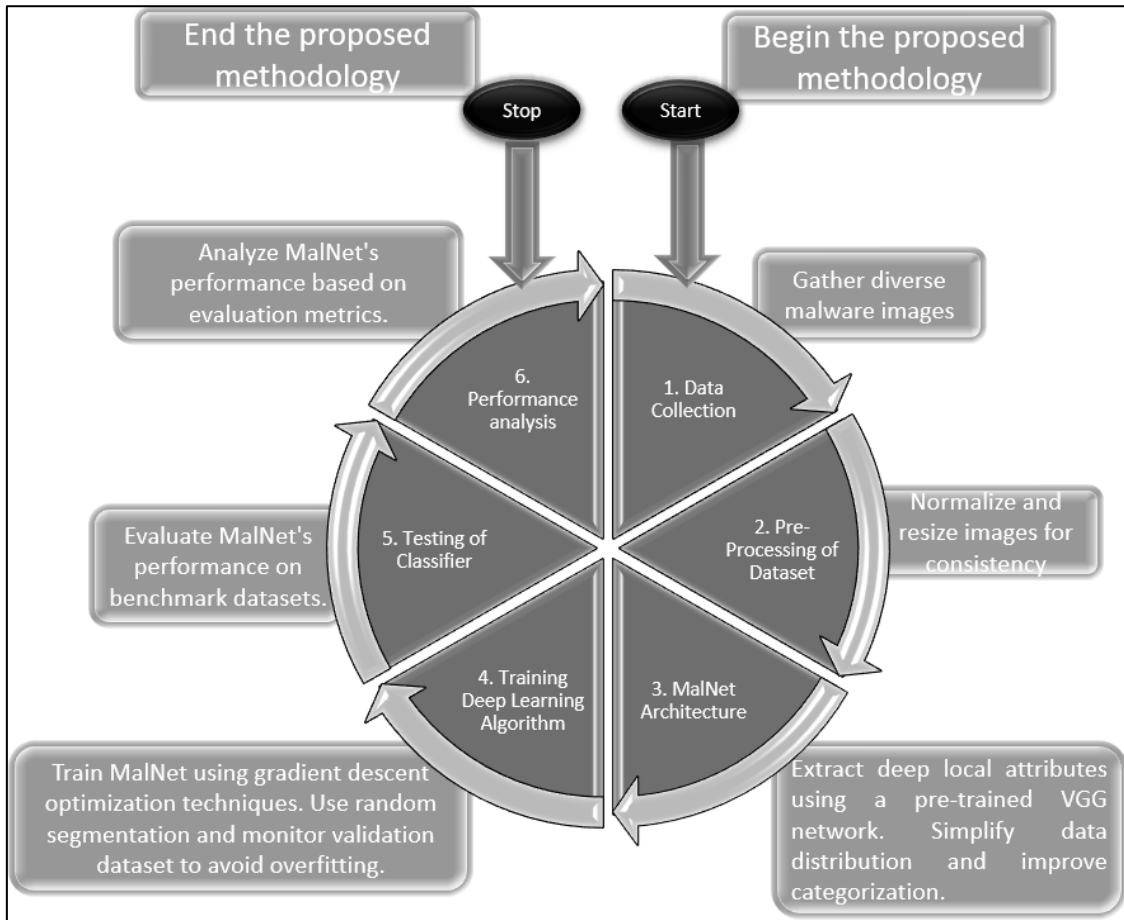 End the proposed
methodology
Begin the proposed
methodology
Stop
Start
Analyze MalNet's
performance based on
evaluation metrics.
Gather diverse
malware images
6.
Performance
analysis
1. Data
Collection
Evaluate MalNet's
performance on
benchmark datasets.
5. Testing of
Classifier
2. Pre-
Processing of
Dataset
Normalize and
resize images for
consistency
4. Training
Deep Learning
Algorithm
3. MalNet
Architecture
Train MalNet using gradient descent
optimization techniques. Use random
segmentation and monitor validation
dataset to avoid overfitting.
Extract deep local attributes
using a pre-trained VGG
network. Simplify data
distribution and improve
categorization.